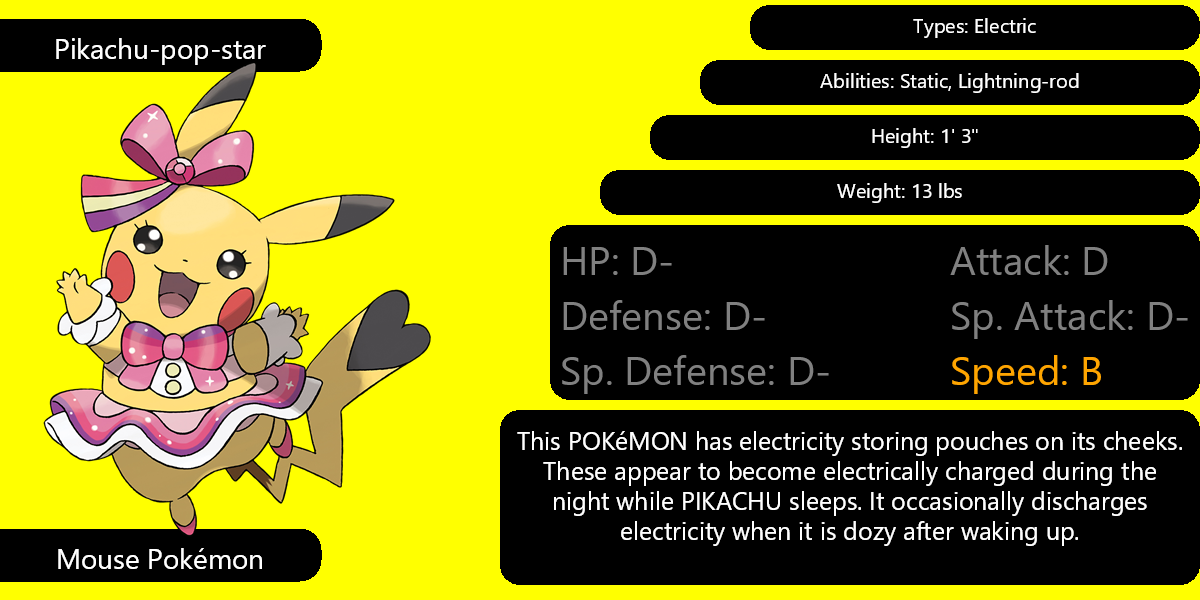 Pikachu-pop-star
Types: Electric
Abilities: Static, Lightning-rod
Height: 1' 3"
Weight: 13 lbs
HP: D-
Attack: D
Defense: D-
Sp. Attack: D-
Sp. Defense: D-
Speed: B
This POKéMON has electricity storing pouches on its cheeks.
These appear to become electrically charged during the
night while PIKACHU sleeps. It occasionally discharges
electricity when it is dozy after waking up.
Mouse Pokémon